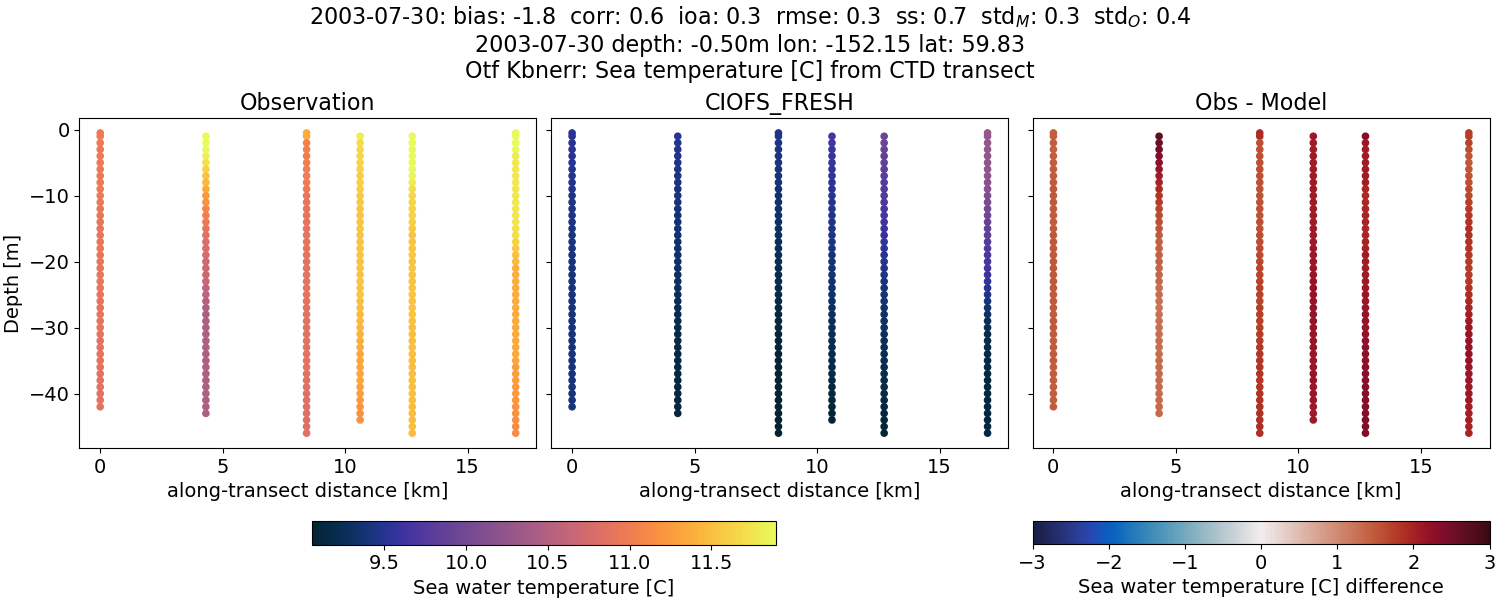 2003-07-30: bias: -1.8  corr: 0.6  ioa: 0.3  rmse: 0.3  ss: 0.7  std_M: 0.3  std_O: 0.4
2003-07-30 depth: -0.50m lon: -152.15 lat: 59.83
Otf Kbnerr: Sea temperature [C] from CTD transect
Observation
CIOFS_FRESH
Obs - Model
Depth [m]
0
−10
−20
−30
−40
0 5 10 15
0 5 10 15
0 5 10 15
along-transect distance [km]
along-transect distance [km]
along-transect distance [km]
9.5 10.0 10.5 11.0 11.5
Sea water temperature [C]
−3 −2 −1 0 1 2 3
Sea water temperature [C] difference